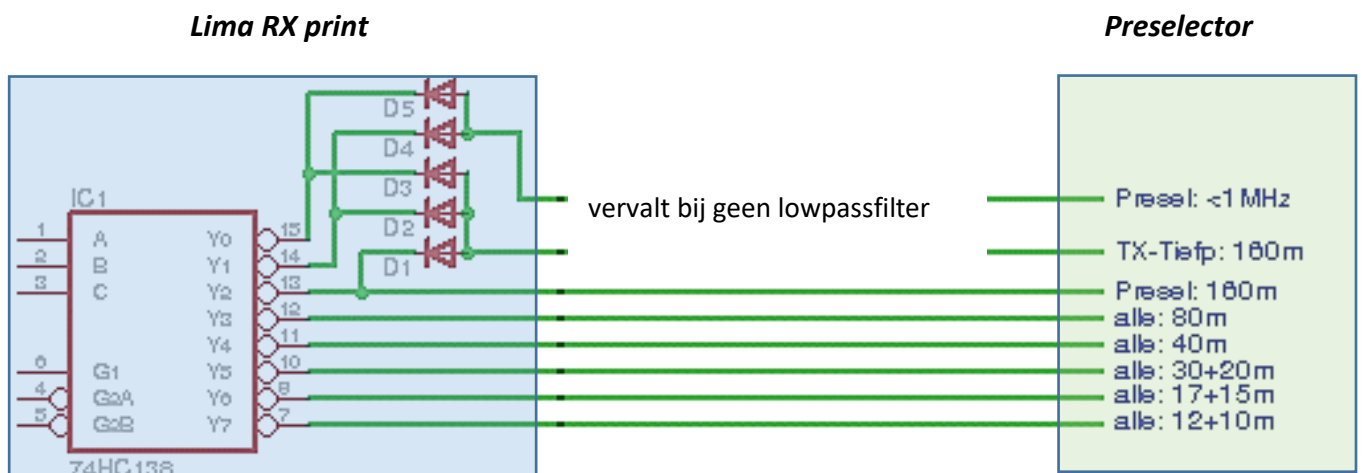 Lima RX print
Preselector
D5
D4
D3
D2
D1
IC1
1 A Y0 15
2 B Y1 14
3 C Y2 13
Y3 12
Y4 11
6 G1 Y5 10
4 G2A Y6 9
5 G2B Y7 7
74HC138
vervalt bij geen lowpassfilter
Presel: <1MHz
TX-Tiefp: 160m
Presel: 160m
alle: 80m
alle: 40m
alle: 30+20m
alle: 17+15m
alle: 12+10m